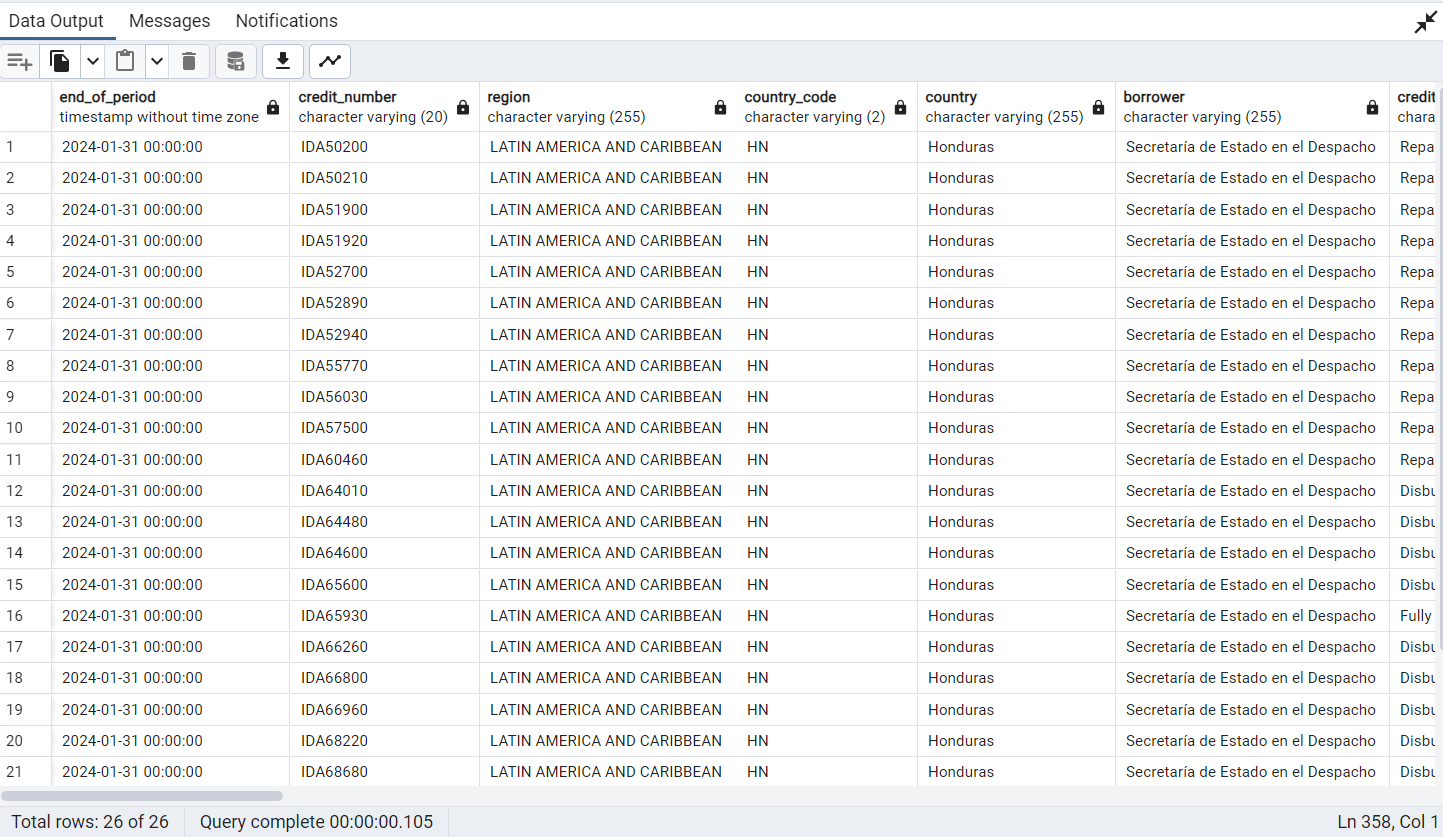 Data Output Messages Notifications
end_of_period credit_number region country_code country borrower credit
timestamp without time zone character varying (20) character varying (255) character varying (2) character varying (255) character varying (255) chara
1 2024-01-31 00:00:00 IDA50200 LATIN AMERICA AND CARIBBEAN HN Honduras Secretaría de Estado en el Despacho Repa
2 2024-01-31 00:00:00 IDA50210 LATIN AMERICA AND CARIBBEAN HN Honduras Secretaría de Estado en el Despacho Repa
3 2024-01-31 00:00:00 IDA51900 LATIN AMERICA AND CARIBBEAN HN Honduras Secretaría de Estado en el Despacho Repa
4 2024-01-31 00:00:00 IDA51920 LATIN AMERICA AND CARIBBEAN HN Honduras Secretaría de Estado en el Despacho Repa
5 2024-01-31 00:00:00 IDA52700 LATIN AMERICA AND CARIBBEAN HN Honduras Secretaría de Estado en el Despacho Repa
6 2024-01-31 00:00:00 IDA52890 LATIN AMERICA AND CARIBBEAN HN Honduras Secretaría de Estado en el Despacho Repa
7 2024-01-31 00:00:00 IDA52940 LATIN AMERICA AND CARIBBEAN HN Honduras Secretaría de Estado en el Despacho Repa
8 2024-01-31 00:00:00 IDA55770 LATIN AMERICA AND CARIBBEAN HN Honduras Secretaría de Estado en el Despacho Repa
9 2024-01-31 00:00:00 IDA56030 LATIN AMERICA AND CARIBBEAN HN Honduras Secretaría de Estado en el Despacho Repa
10 2024-01-31 00:00:00 IDA57500 LATIN AMERICA AND CARIBBEAN HN Honduras Secretaría de Estado en el Despacho Repa
11 2024-01-31 00:00:00 IDA60460 LATIN AMERICA AND CARIBBEAN HN Honduras Secretaría de Estado en el Despacho Repa
12 2024-01-31 00:00:00 IDA64010 LATIN AMERICA AND CARIBBEAN HN Honduras Secretaría de Estado en el Despacho Disbu
13 2024-01-31 00:00:00 IDA64480 LATIN AMERICA AND CARIBBEAN HN Honduras Secretaría de Estado en el Despacho Disbu
14 2024-01-31 00:00:00 IDA64600 LATIN AMERICA AND CARIBBEAN HN Honduras Secretaría de Estado en el Despacho Disbu
15 2024-01-31 00:00:00 IDA65600 LATIN AMERICA AND CARIBBEAN HN Honduras Secretaría de Estado en el Despacho Disbu
16 2024-01-31 00:00:00 IDA65930 LATIN AMERICA AND CARIBBEAN HN Honduras Secretaría de Estado en el Despacho Fully
17 2024-01-31 00:00:00 IDA66260 LATIN AMERICA AND CARIBBEAN HN Honduras Secretaría de Estado en el Despacho Disbu
18 2024-01-31 00:00:00 IDA66800 LATIN AMERICA AND CARIBBEAN HN Honduras Secretaría de Estado en el Despacho Disbu
19 2024-01-31 00:00:00 IDA66960 LATIN AMERICA AND CARIBBEAN HN Honduras Secretaría de Estado en el Despacho Disbu
20 2024-01-31 00:00:00 IDA68220 LATIN AMERICA AND CARIBBEAN HN Honduras Secretaría de Estado en el Despacho Disbu
21 2024-01-31 00:00:00 IDA68680 LATIN AMERICA AND CARIBBEAN HN Honduras Secretaría de Estado en el Despacho Disbu
Total rows: 26 of 26 Query complete 00:00:00.105 Ln 358, Col 1